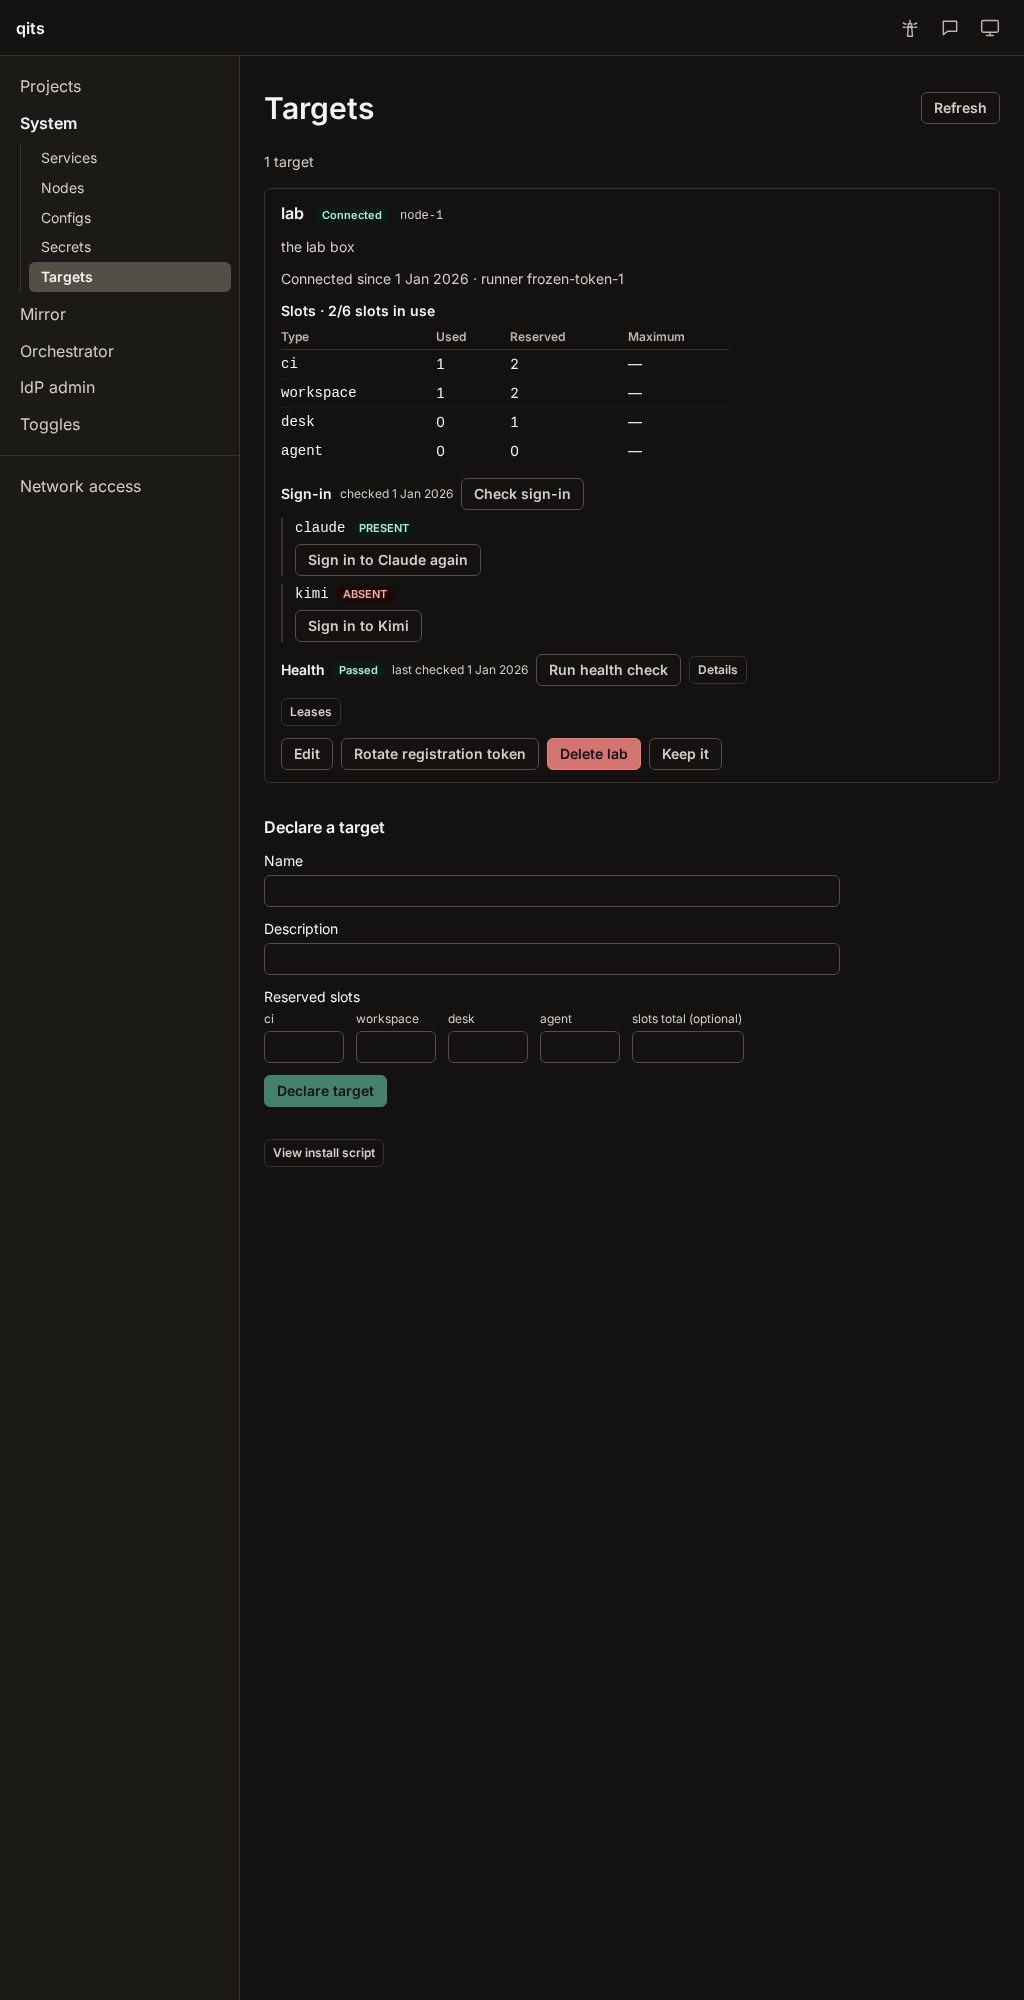 qits
Projects
System
Services
Nodes
Configs
Secrets
Targets
Mirror
Orchestrator
IdP admin
Toggles
Network access
Targets
Refresh
1 target
lab Connected node-1
the lab box
Connected since 1 Jan 2026 · runner frozen-token-1
Slots · 2/6 slots in use
Type Used Reserved Maximum
ci 1 2 —
workspace 1 2 —
desk 0 1 —
agent 0 0 —
Sign-in checked 1 Jan 2026 Check sign-in
claude PRESENT
Sign in to Claude again
kimi ABSENT
Sign in to Kimi
Health Passed last checked 1 Jan 2026 Run health check Details
Leases
Edit Rotate registration token Delete lab Keep it
Declare a target
Name
Description
Reserved slots
ci workspace desk agent slots total (optional)
Declare target
View install script